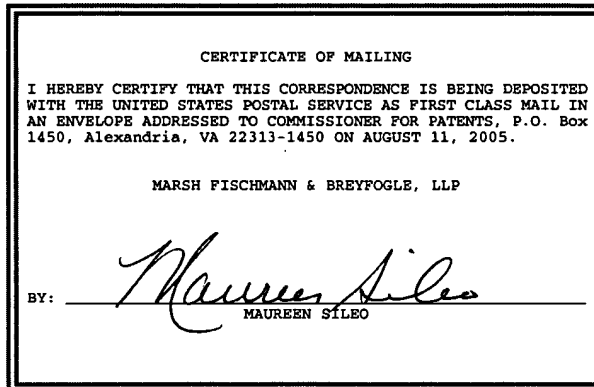 CERTIFICATE OF MAILING
I HEREBY CERTIFY THAT THIS CORRESPONDENCE IS BEING DEPOSITED
WITH THE UNITED STATES POSTAL SERVICE AS FIRST CLASS MAIL IN
AN ENVELOPE ADDRESSED TO COMMISSIONER FOR PATENTS, P.O. Box
1450, Alexandria, VA 22313-1450 ON AUGUST 11, 2005.
MARSH FISCHMANN & BREYFOGLE, LLP
Maureen Sileo
BY:
MAUREEN SILEO